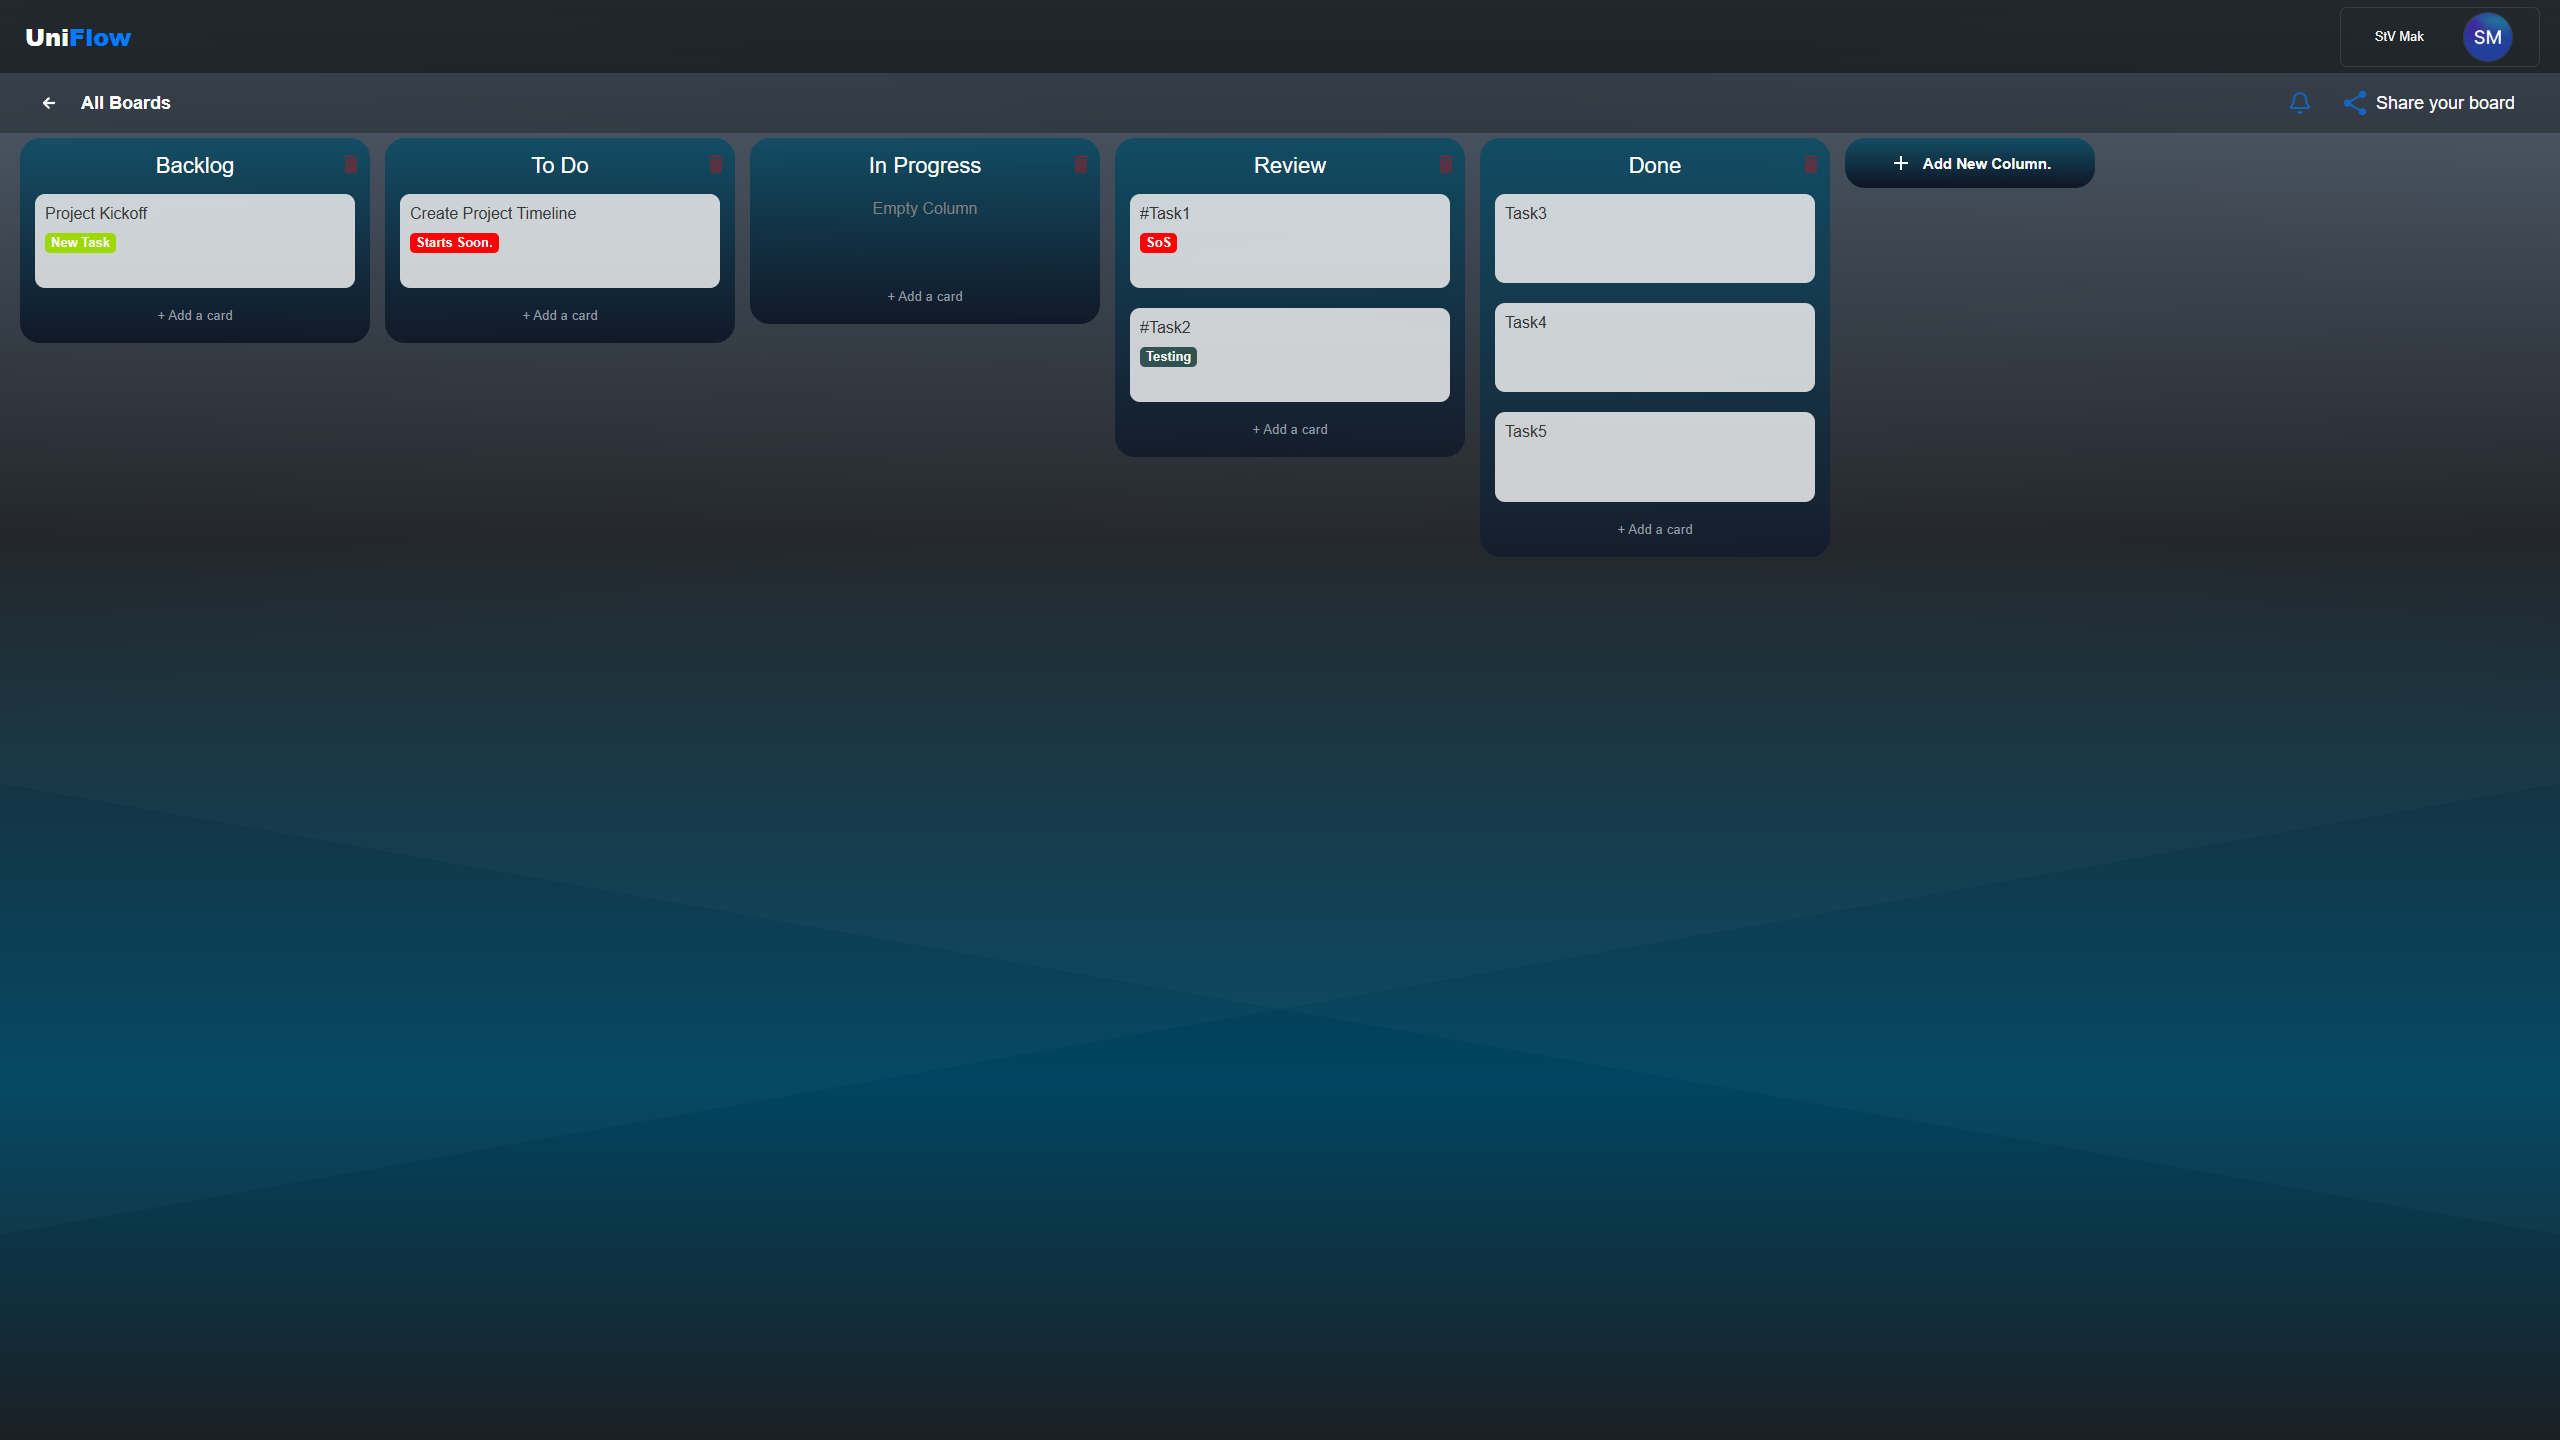 UniFlow
StV Mak
SM
All Boards
Share your board
Backlog
Project Kickoff
New Task
+ Add a card
To Do
Create Project Timeline
Starts Soon.
+ Add a card
In Progress
Empty Column
+ Add a card
Review
#Task1
SoS
#Task2
Testing
+ Add a card
Done
Task3
Task4
Task5
+ Add a card
+ Add New Column.